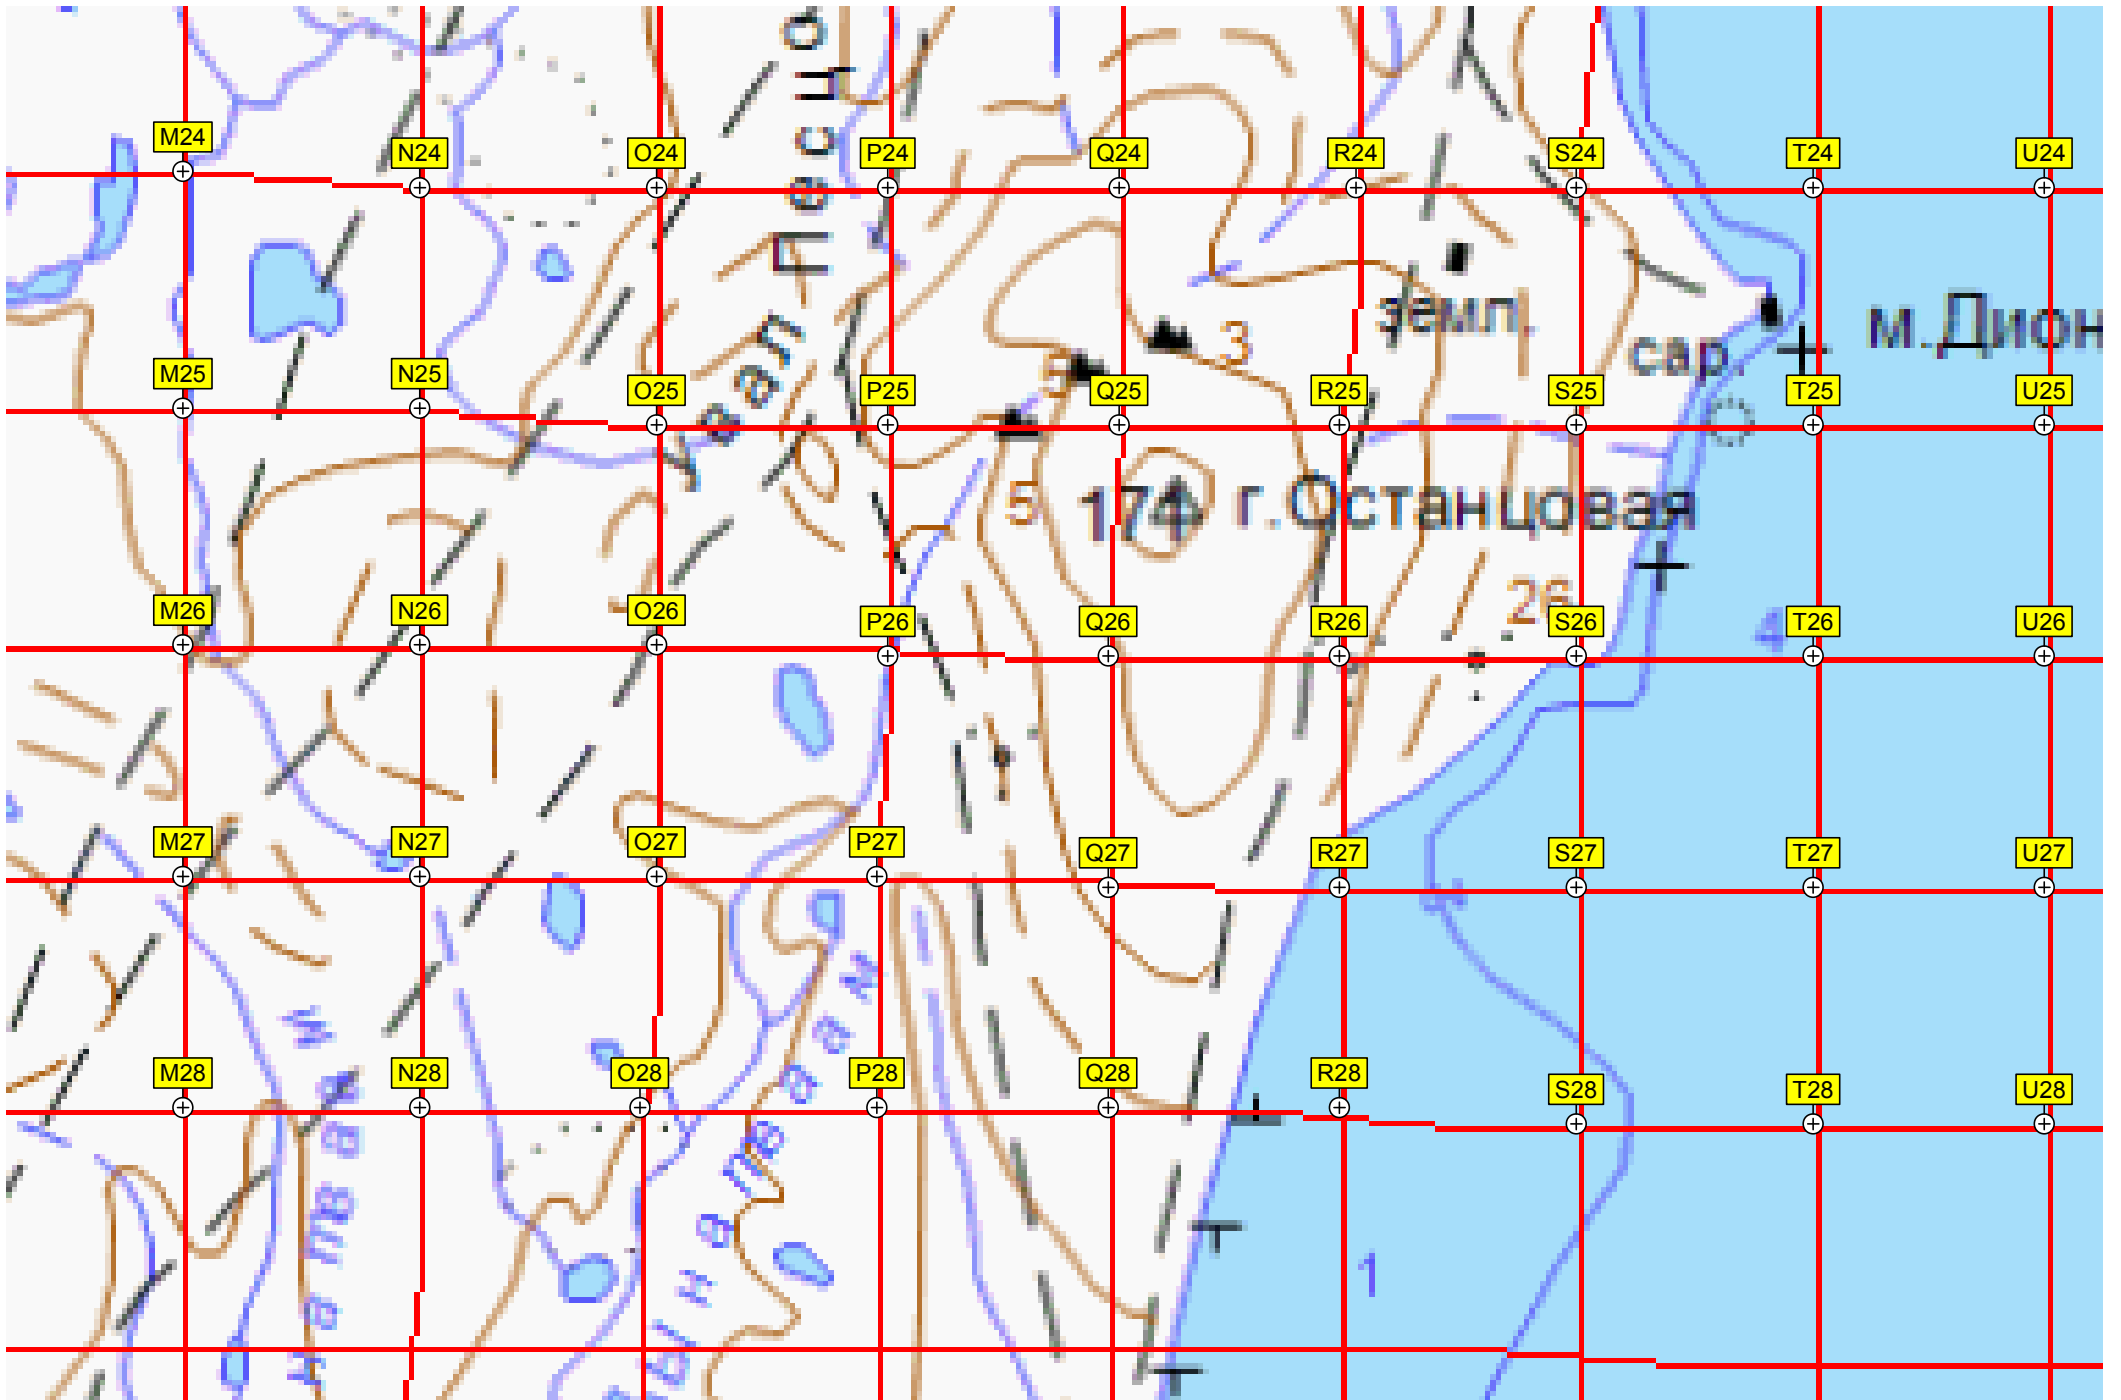 M24 N24 O24 P24 Q24 R24 S24 T24 U24
земл.
3
сар.
м.Дион
5
M25 N25 O25 P25 Q25 R25 S25 T25 U25
Увал Песцо
5
174
г.Останцовая
26
4
M26 N26 O26 P26 Q26 R26 S26 T26 U26
M27 N27 O27 P27 Q27 R27 S27 T27 U27
M28 N28 O28 P28 Q28 R28 S28 T28 U28
1